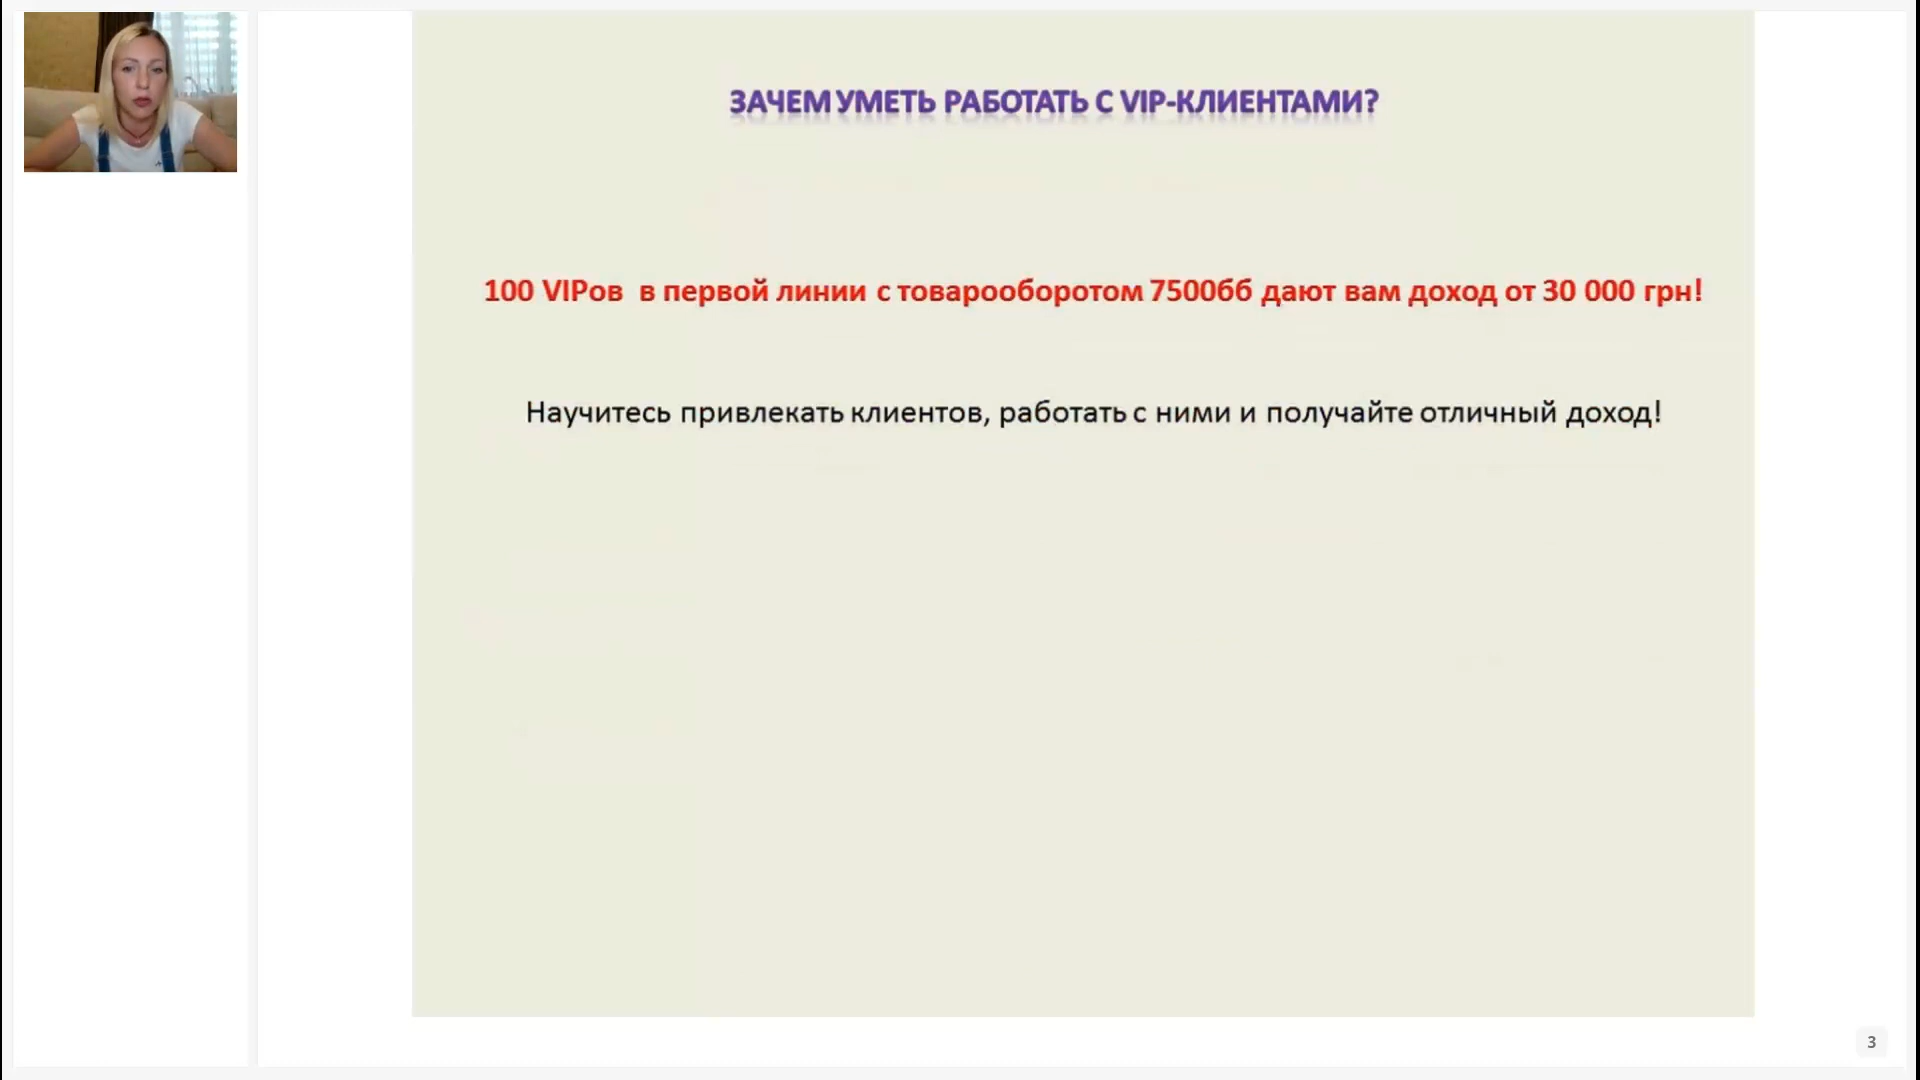 ЗАЧЕМ УМЕТЬ РАБОТАТЬ С VIP-КЛИЕНТАМИ?
100 VIPов в первой линии с товарооборотом 7500бб дают вам доход от 30 000 грн!
Научитесь привлекать клиентов, работать с ними и получайте отличный доход!
3